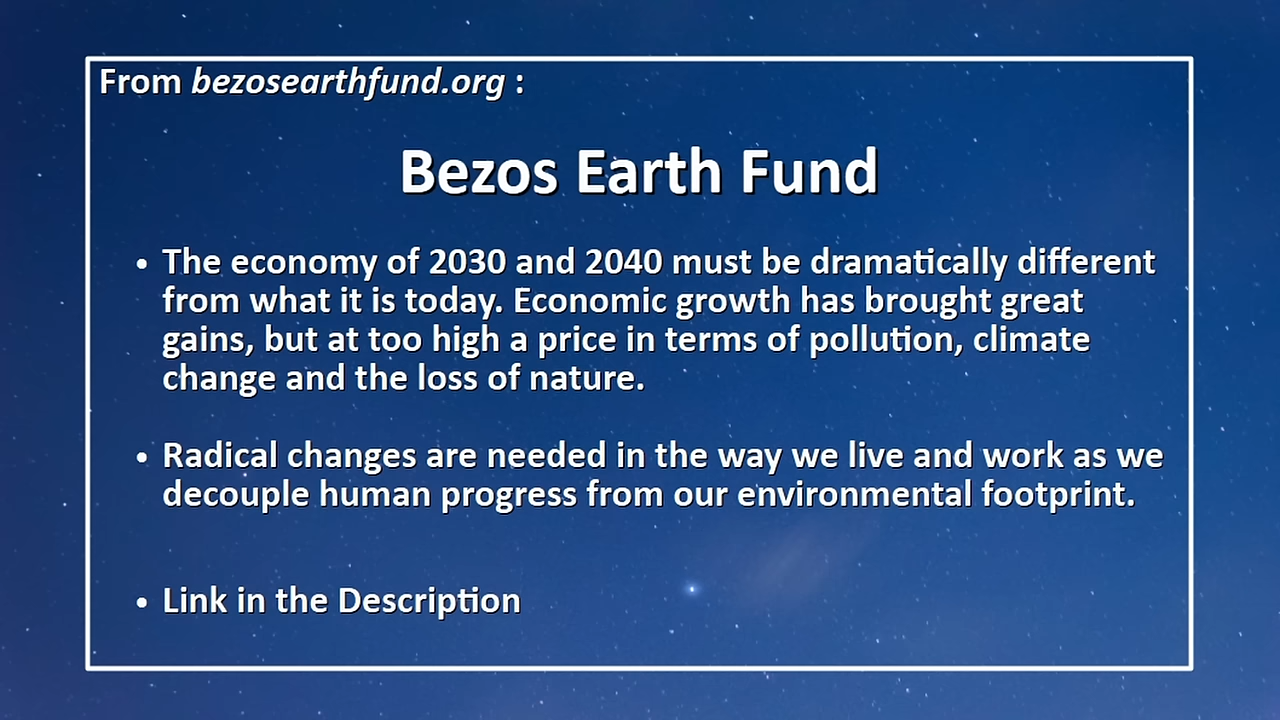 From bezosearthfund.org :
Bezos Earth Fund
• The economy of 2030 and 2040 must be dramatically different
from what it is today. Economic growth has brought great
gains, but at too high a price in terms of pollution, climate
change and the loss of nature.
• Radical changes are needed in the way we live and work as we
decouple human progress from our environmental footprint.
• Link in the Description